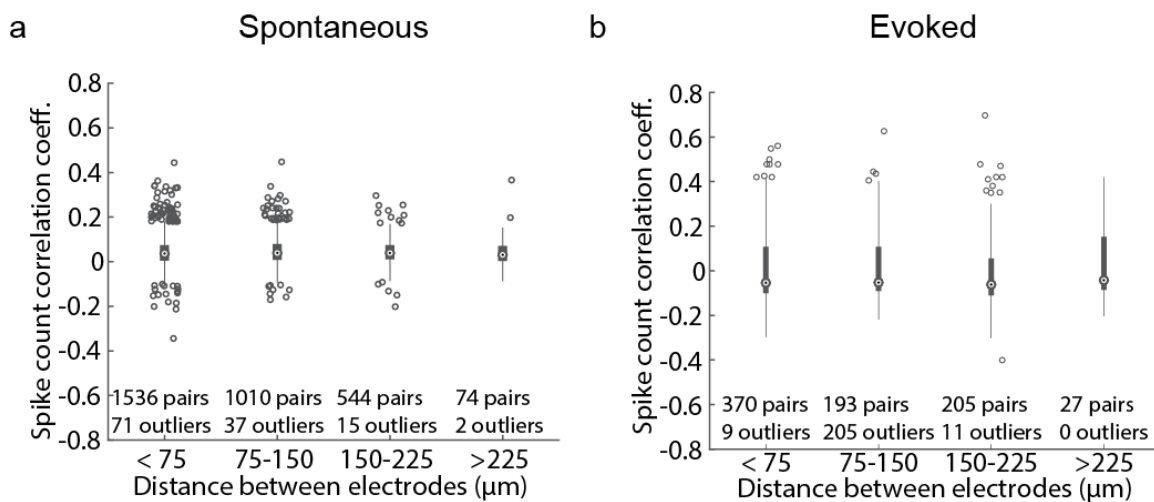 a
Spontaneous
Spike count correlation coeff.
0.8
0.6
0.4
0.2
0
-0.2
-0.4
-0.6
-0.8
1536 pairs
71 outliers
1010 pairs
37 outliers
544 pairs
15 outliers
74 pairs
2 outliers
< 75
75-150
150-225
>225
Distance between electrodes (μm)
b
Evoked
Spike count correlation coeff.
0.8
0.6
0.4
0.2
0
-0.2
-0.4
-0.6
-0.8
370 pairs
9 outliers
193 pairs
205 outliers
205 pairs
11 outliers
27 pairs
0 outliers
< 75
75-150
150-225
>225
Distance between electrodes (μm)